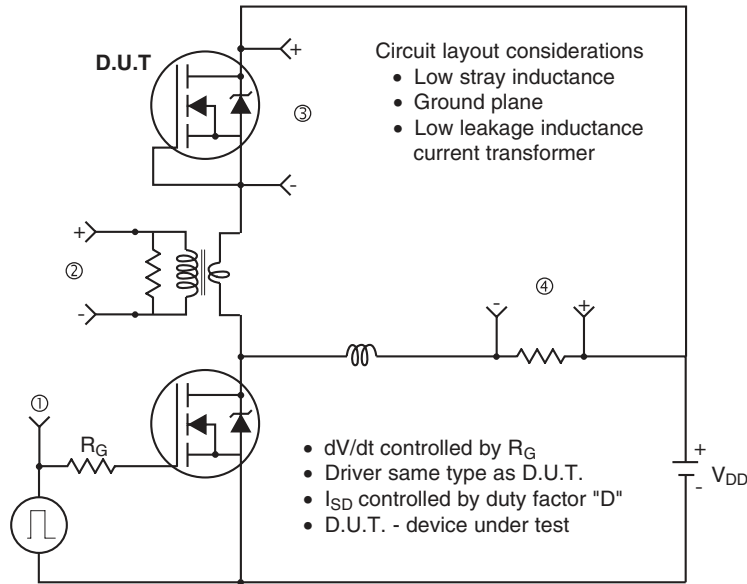 D.U.T
+
③
-
Circuit layout considerations
• Low stray inductance
• Ground plane
• Low leakage inductance
current transformer
+
②
-
④
-
+
①
R_G
• dV/dt controlled by R_G
• Driver same type as D.U.T.
• I_SD controlled by duty factor "D"
• D.U.T. - device under test
+
-
V_DD